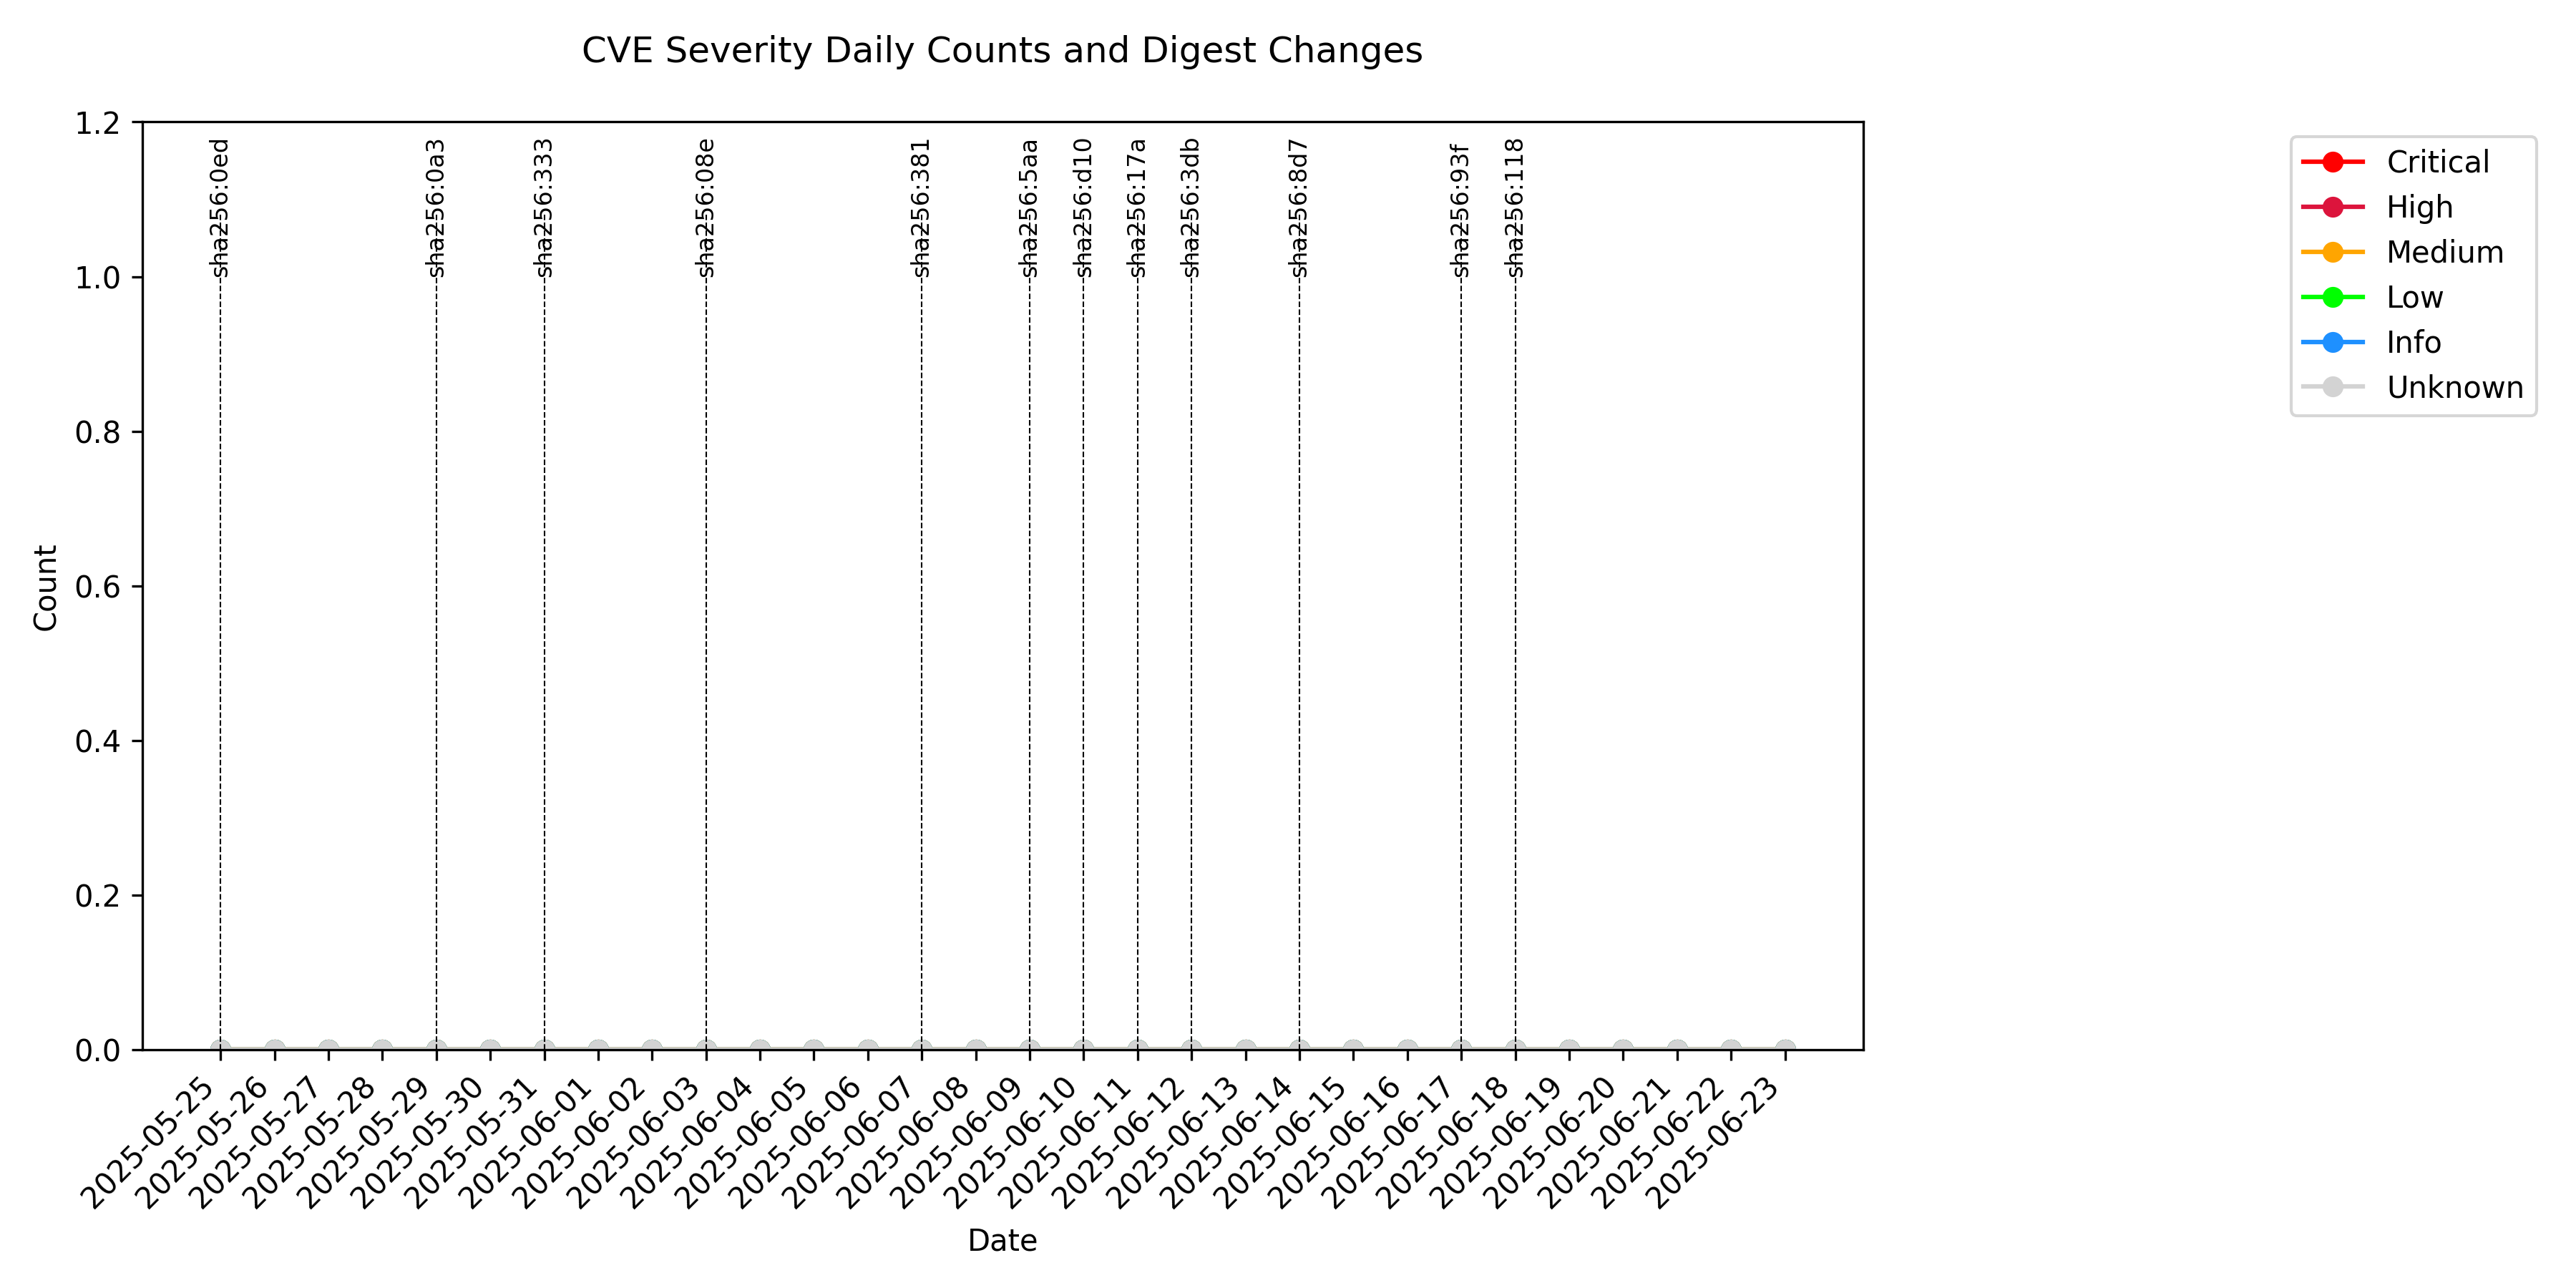 CVE Severity Daily Counts and Digest Changes
1.2
1.0
0.8
0.6
0.4
0.2
0.0
Count
sha256:0ed
sha256:0a3
sha256:333
sha256:08e
sha256:381
sha256:5aa
sha256:d10
sha256:17a
sha256:3db
sha256:8d7
sha256:93f
sha256:118
2025-05-25
2025-05-26
2025-05-27
2025-05-28
2025-05-29
2025-05-30
2025-05-31
2025-06-01
2025-06-02
2025-06-03
2025-06-04
2025-06-05
2025-06-06
2025-06-07
2025-06-08
2025-06-09
2025-06-10
2025-06-11
2025-06-12
2025-06-13
2025-06-14
2025-06-15
2025-06-16
2025-06-17
2025-06-18
2025-06-19
2025-06-20
2025-06-21
2025-06-22
2025-06-23
Date
Critical
High
Medium
Low
Info
Unknown